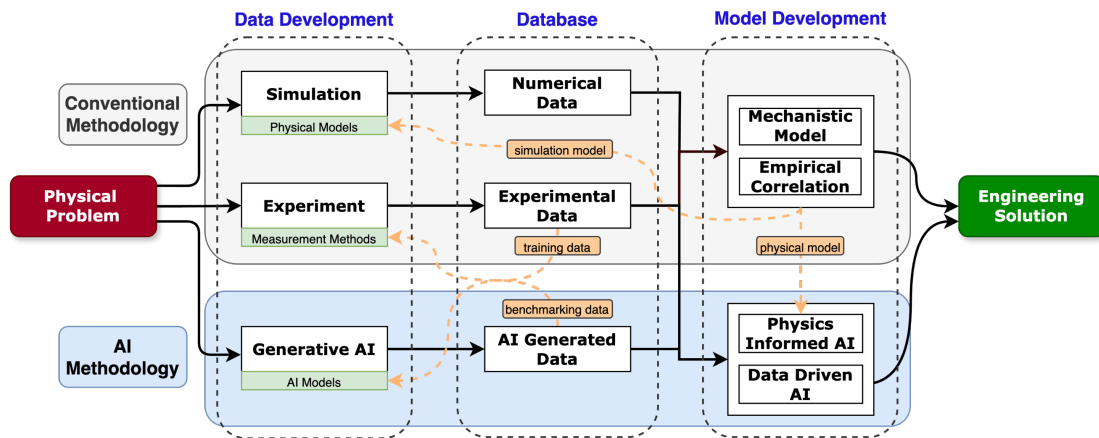 Data Development
Database
Model Development
Conventional
Methodology
Simulation
Physical Models
Numerical
Data
simulation model
Mechanistic
Model
Empirical
Correlation
Physical
Problem
Experiment
Measurement Methods
Experimental
Data
training data
physical model
Engineering
Solution
benchmarking data
AI
Methodology
Generative AI
AI Models
AI Generated
Data
Physics
Informed AI
Data Driven
AI